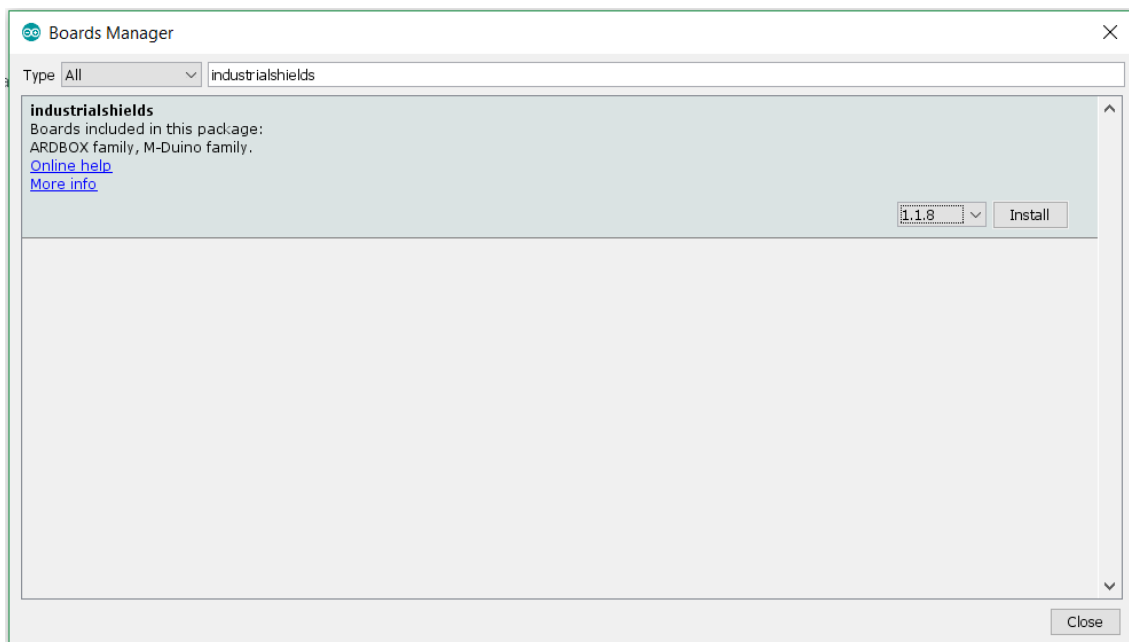 Boards Manager
Type All industrialshields
industrialshields
Boards included in this package:
ARDBOX family, M-Duino family.
Online help
More info
1.1.8 Install
Close